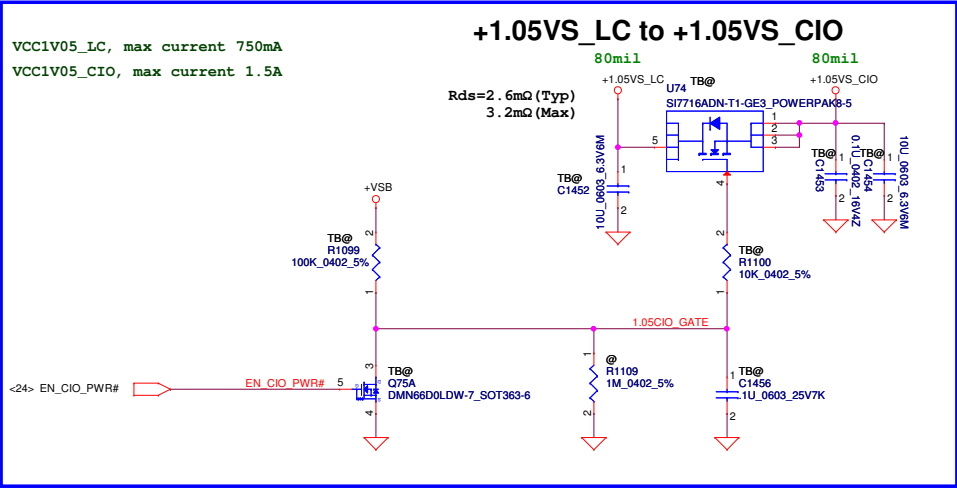 +1.05VS_LC to +1.05VS_CIO
VCC1V05_LC, max current 750mA
VCC1V05_CIO, max current 1.5A
80mil
80mil
+1.05VS_LC
+1.05VS_CIO
U74
TB@
SI7716ADN-T1-GE3_POWERPAK8-5
Rds=2.6mΩ(Typ)
3.2mΩ(Max)
5
1
2
3
4
TB@
C1452
1
2
10U_0603_6.3V6M
TB@
C1453
1
2
0.1U_0402_16V4Z
TB@
C1454
1
2
10U_0603_6.3V6M
+VSB
2
TB@
R1099
100K_0402_5%
1
2
TB@
R1100
10K_0402_5%
1
1.05CIO_GATE
<24> EN_CIO_PWR#
EN_CIO_PWR#
5
3
TB@
Q75A
DMN66D0LDW-7_SOT363-6
4
1
@
R1109
1M_0402_5%
2
1
TB@
C1456
.1U_0603_25V7K
2